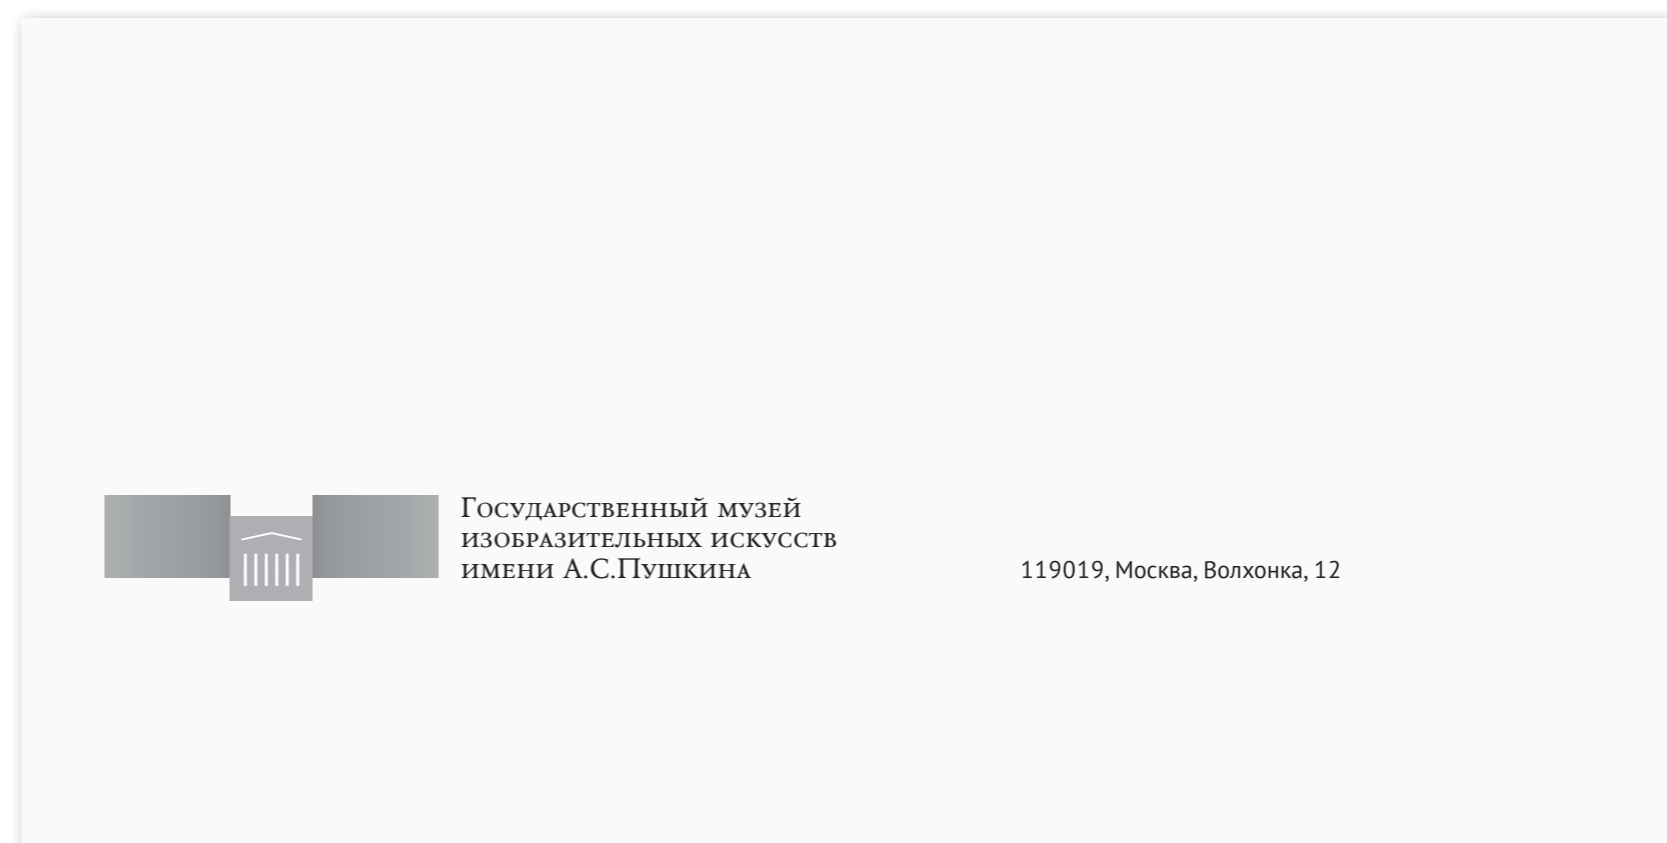 Государственный музей
изобразительных искусств
имени А.С.Пушкина
119019, Москва, Волхонка, 12